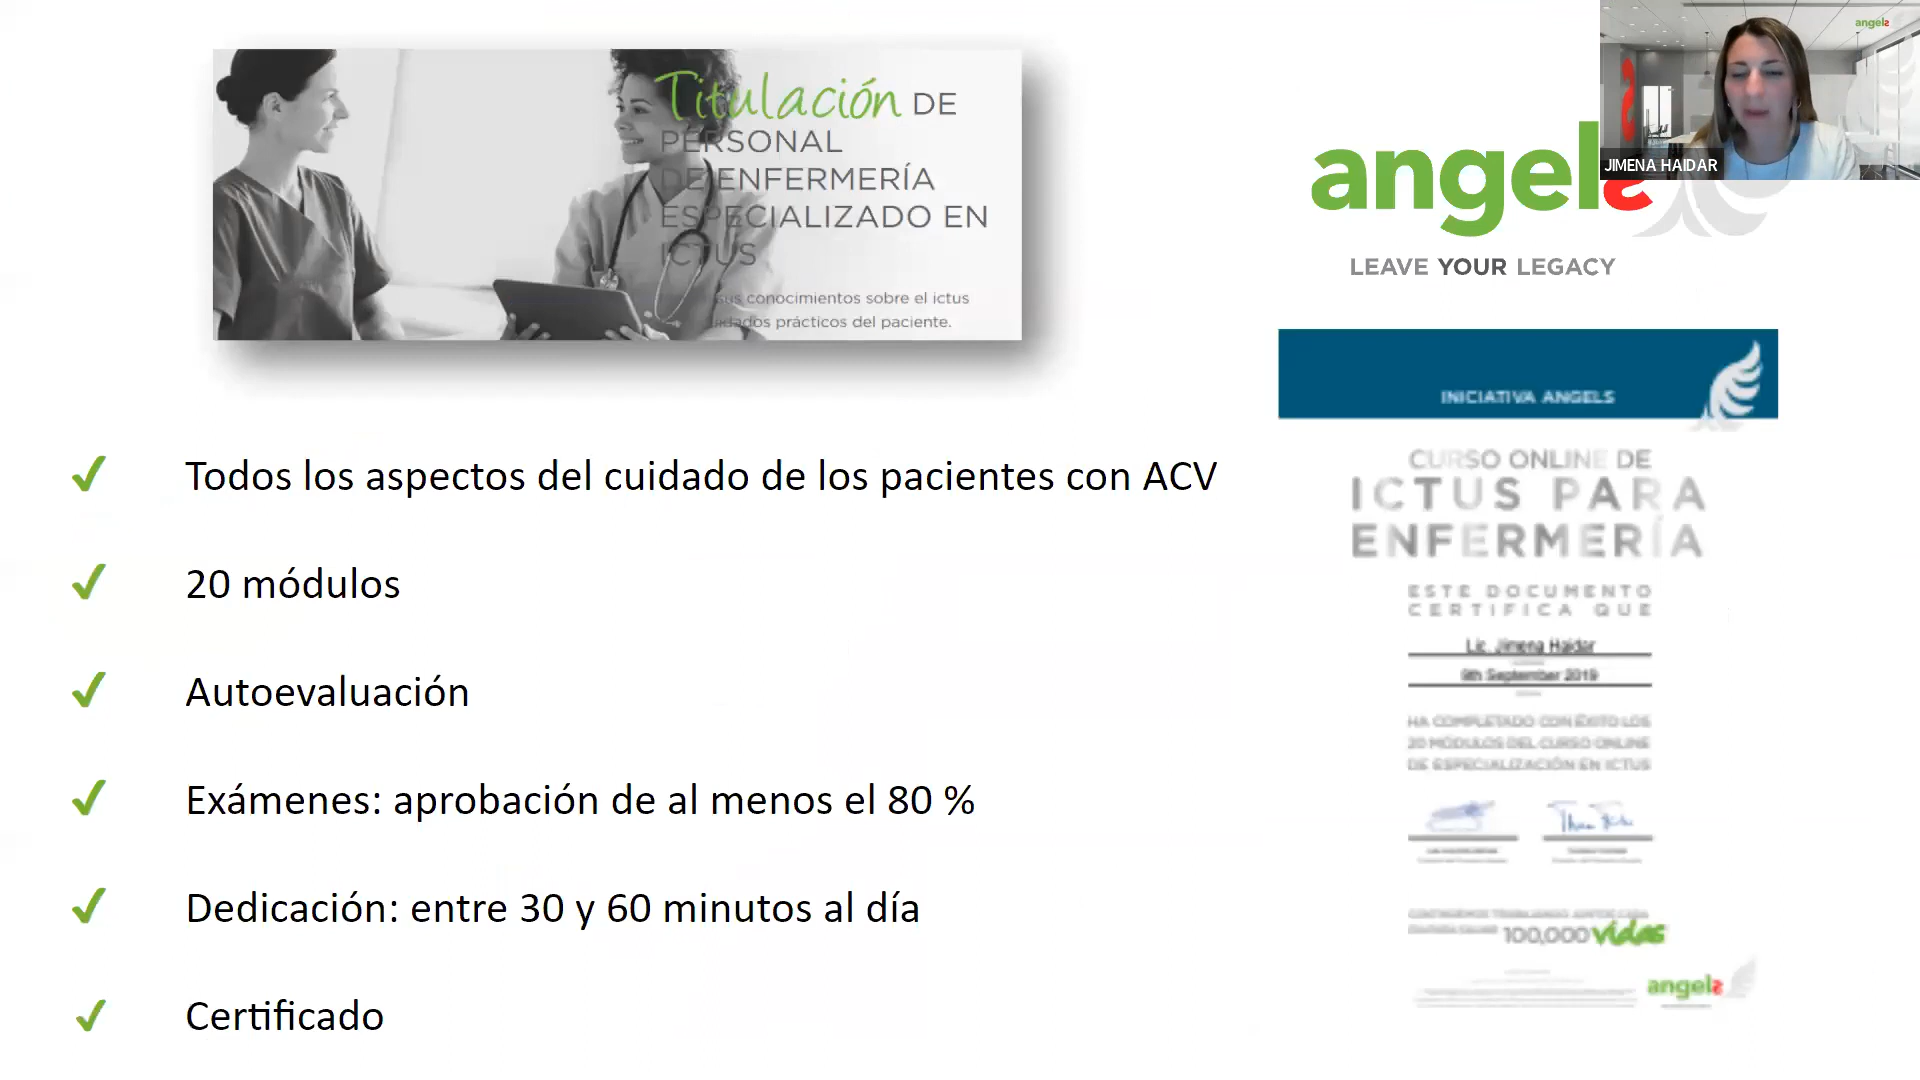 Titulación DE
PERSONAL
DE ENFERMERÍA
ESPECIALIZADO EN
ICTUS
sus conocimientos sobre el ictus
prácticos del paciente.
angels
LEAVE YOUR LEGACY
angels
JIMENA HAIDAR
Todos los aspectos del cuidado de los pacientes con ACV
20 módulos
Autoevaluación
Exámenes: aprobación de al menos el 80 %
Dedicación: entre 30 y 60 minutos al día
Certificado
INICIATIVA ANGELS
CURSO ONLINE DE
ICTUS PARA
ENFERMERÍA
ESTE DOCUMENTO
CERTIFICA QUE
Lic. Jimena Haidar
9th September 2019
HA COMPLETADO CON ÉXITO LOS
20 MÓDULOS DEL CURSO ONLINE
DE ESPECIALIZACIÓN EN ICTUS
100,000 vidas
angels